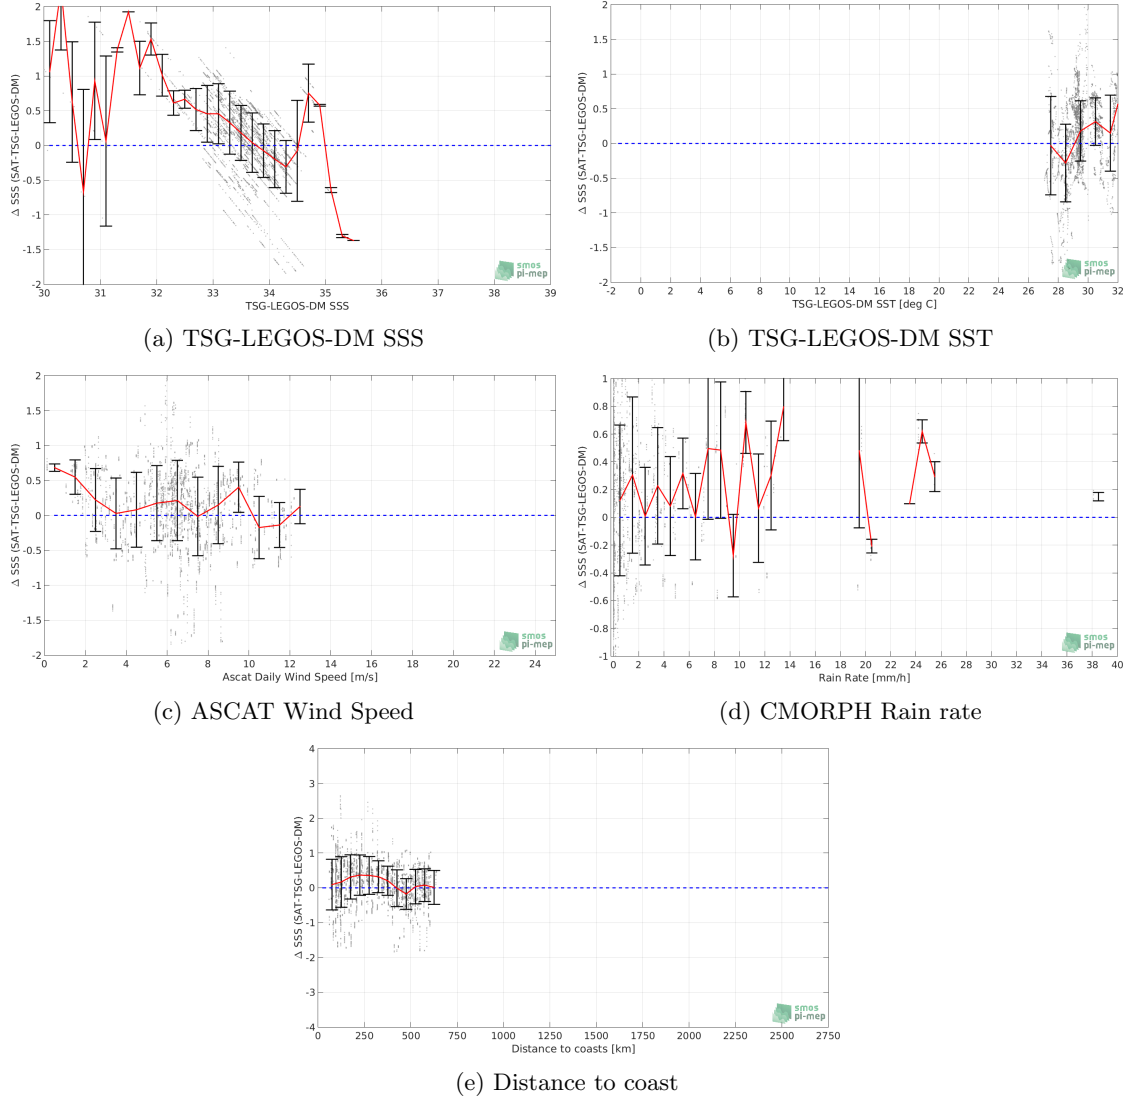 2
1.5
1
0.5
0
-0.5
-1
-1.5
-2
Δ SSS (SAT-TSG-LEGOS-DM)
30 31 32 33 34 35 36 37 38 39
TSG-LEGOS-DM SSS
smos
pi-mep
(a) TSG-LEGOS-DM SSS
2
1.5
1
0.5
0
-0.5
-1
-1.5
-2
Δ SSS (SAT-TSG-LEGOS-DM)
-2 0 2 4 6 8 10 12 14 16 18 20 22 24 26 28 30 32
TSG-LEGOS-DM SST [deg C]
smos
pi-mep
(b) TSG-LEGOS-DM SST
2
1.5
1
0.5
0
-0.5
-1
-1.5
-2
Δ SSS (SAT-TSG-LEGOS-DM)
0 2 4 6 8 10 12 14 16 18 20 22 24
Ascat Daily Wind Speed [m/s]
smos
pi-mep
(c) ASCAT Wind Speed
1
0.8
0.6
0.4
0.2
0
-0.2
-0.4
-0.6
-0.8
-1
Δ SSS (SAT-TSG-LEGOS-DM)
0 2 4 6 8 10 12 14 16 18 20 22 24 26 28 30 32 34 36 38 40
Rain Rate [mm/h]
smos
pi-mep
(d) CMORPH Rain rate
4
3
2
1
0
-1
-2
-3
-4
Δ SSS (SAT-TSG-LEGOS-DM)
0 250 500 750 1000 1250 1500 1750 2000 2250 2500 2750
Distance to coasts [km]
smos
pi-mep
(e) Distance to coast